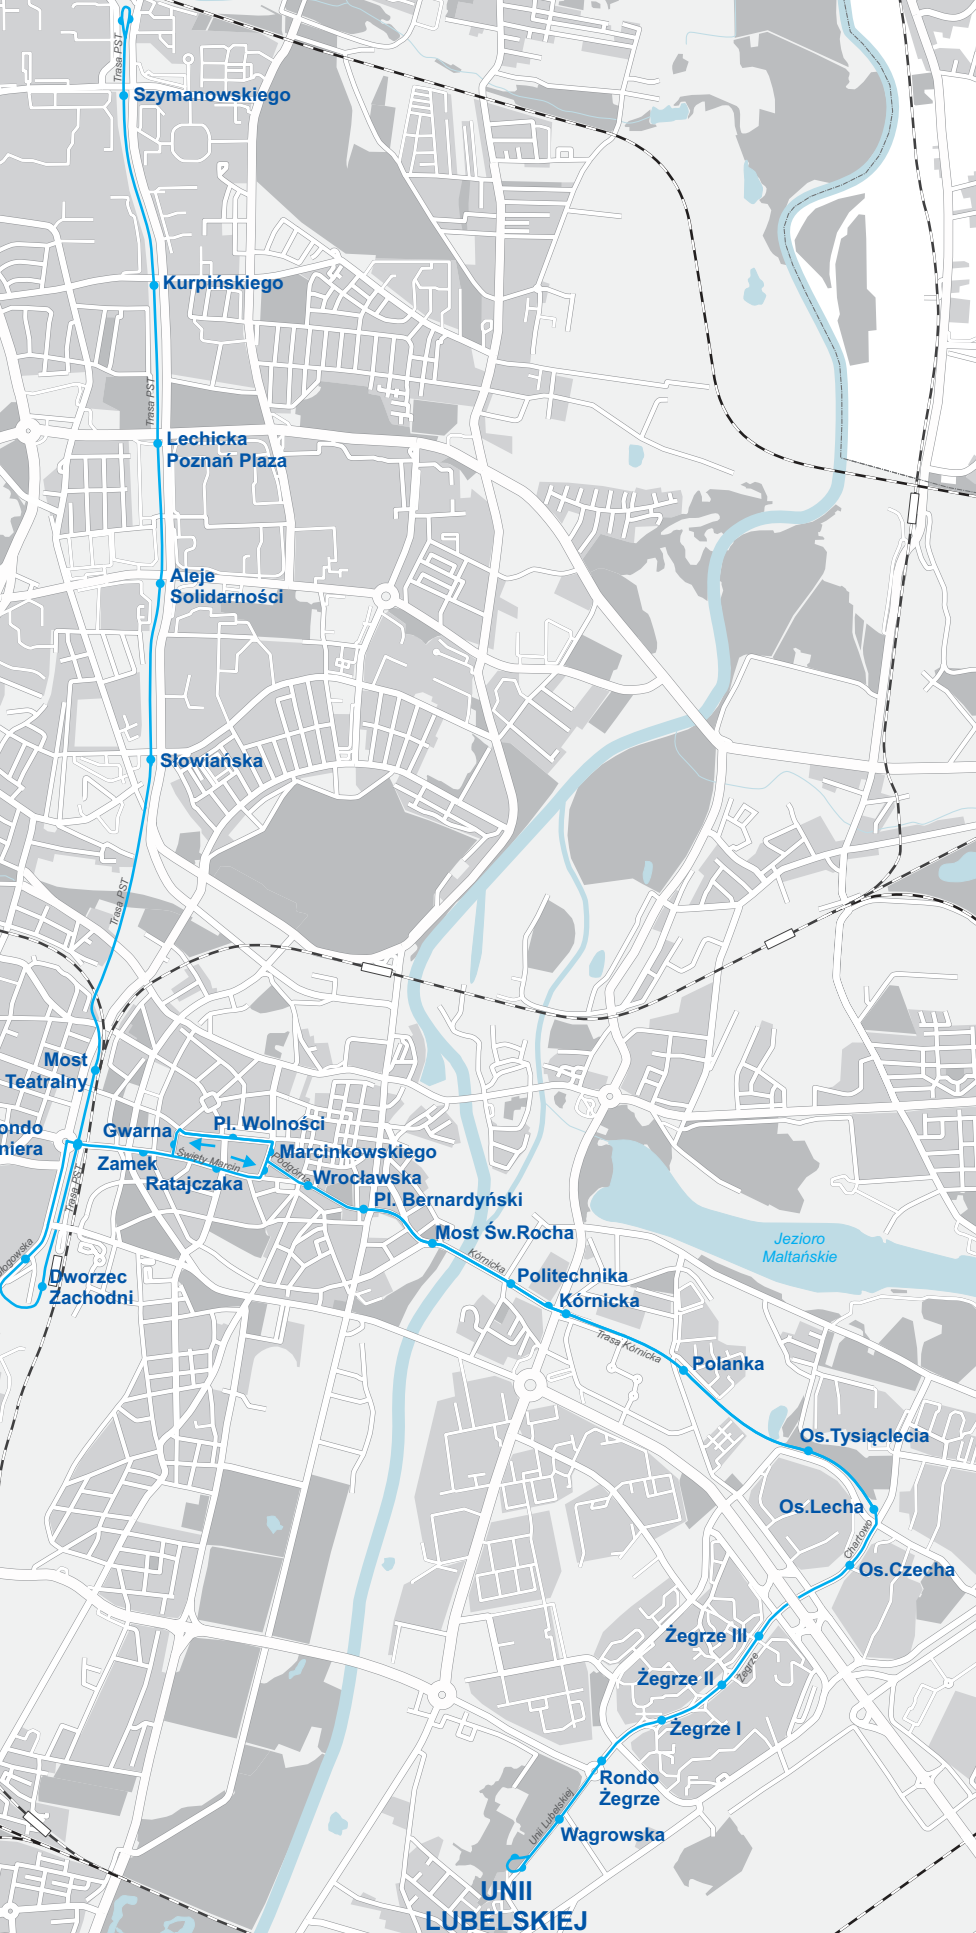 Trasa PST
Szymanowskiego
Kurpińskiego
Trasa PST
Lechicka
Poznań Plaza
Aleje
Solidarności
Słowiańska
Trasa PST
Most
Teatralny
ondo
niera
Gwarna
Pl. Wolności
Zamek
Święty Marcin
Marcinkowskiego
Podgórna
Ratajczaka
Wrocławska
Trasa PST
Pl. Bernardyński
Most Św.Rocha
Jezioro
Maltańskie
Kórnicka
łogowska
Dworzec
Zachodni
Politechnika
Kórnicka
Trasa Kórnicka
Polanka
Os.Tysiąclecia
Os.Lecha
Chartowo
Os.Czecha
Żegrze III
Żegrze
Żegrze II
Żegrze I
Rondo
Żegrze
Unii Lubelskiej
Wagrowska
UNII
LUBELSKIEJ